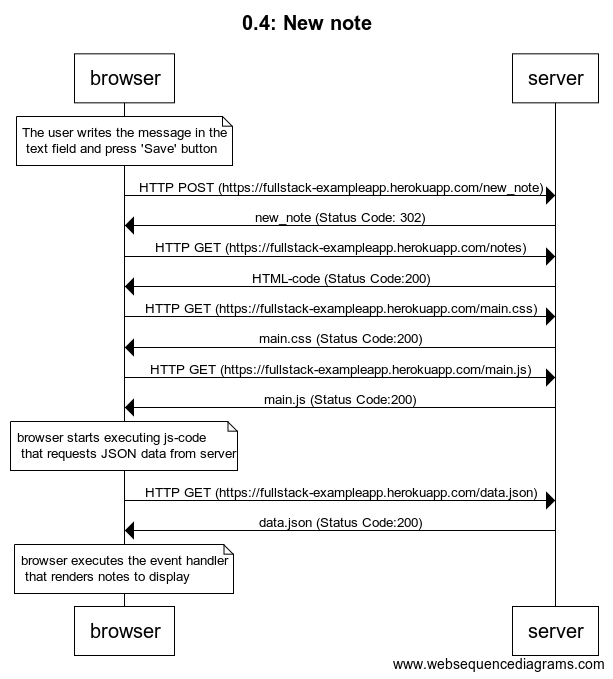 0.4: New note
browser
server
The user writes the message in the
text field and press 'Save' button
HTTP POST (https://fullstack-exampleapp.herokuapp.com/new_note)
new_note (Status Code: 302)
HTTP GET (https://fullstack-exampleapp.herokuapp.com/notes)
HTML-code (Status Code:200)
HTTP GET (https://fullstack-exampleapp.herokuapp.com/main.css)
main.css (Status Code:200)
HTTP GET (https://fullstack-exampleapp.herokuapp.com/main.js)
main.js (Status Code:200)
browser starts executing js-code
that requests JSON data from server
HTTP GET (https://fullstack-exampleapp.herokuapp.com/data.json)
data.json (Status Code:200)
browser executes the event handler
that renders notes to display
browser
server
www.websequencediagrams.com